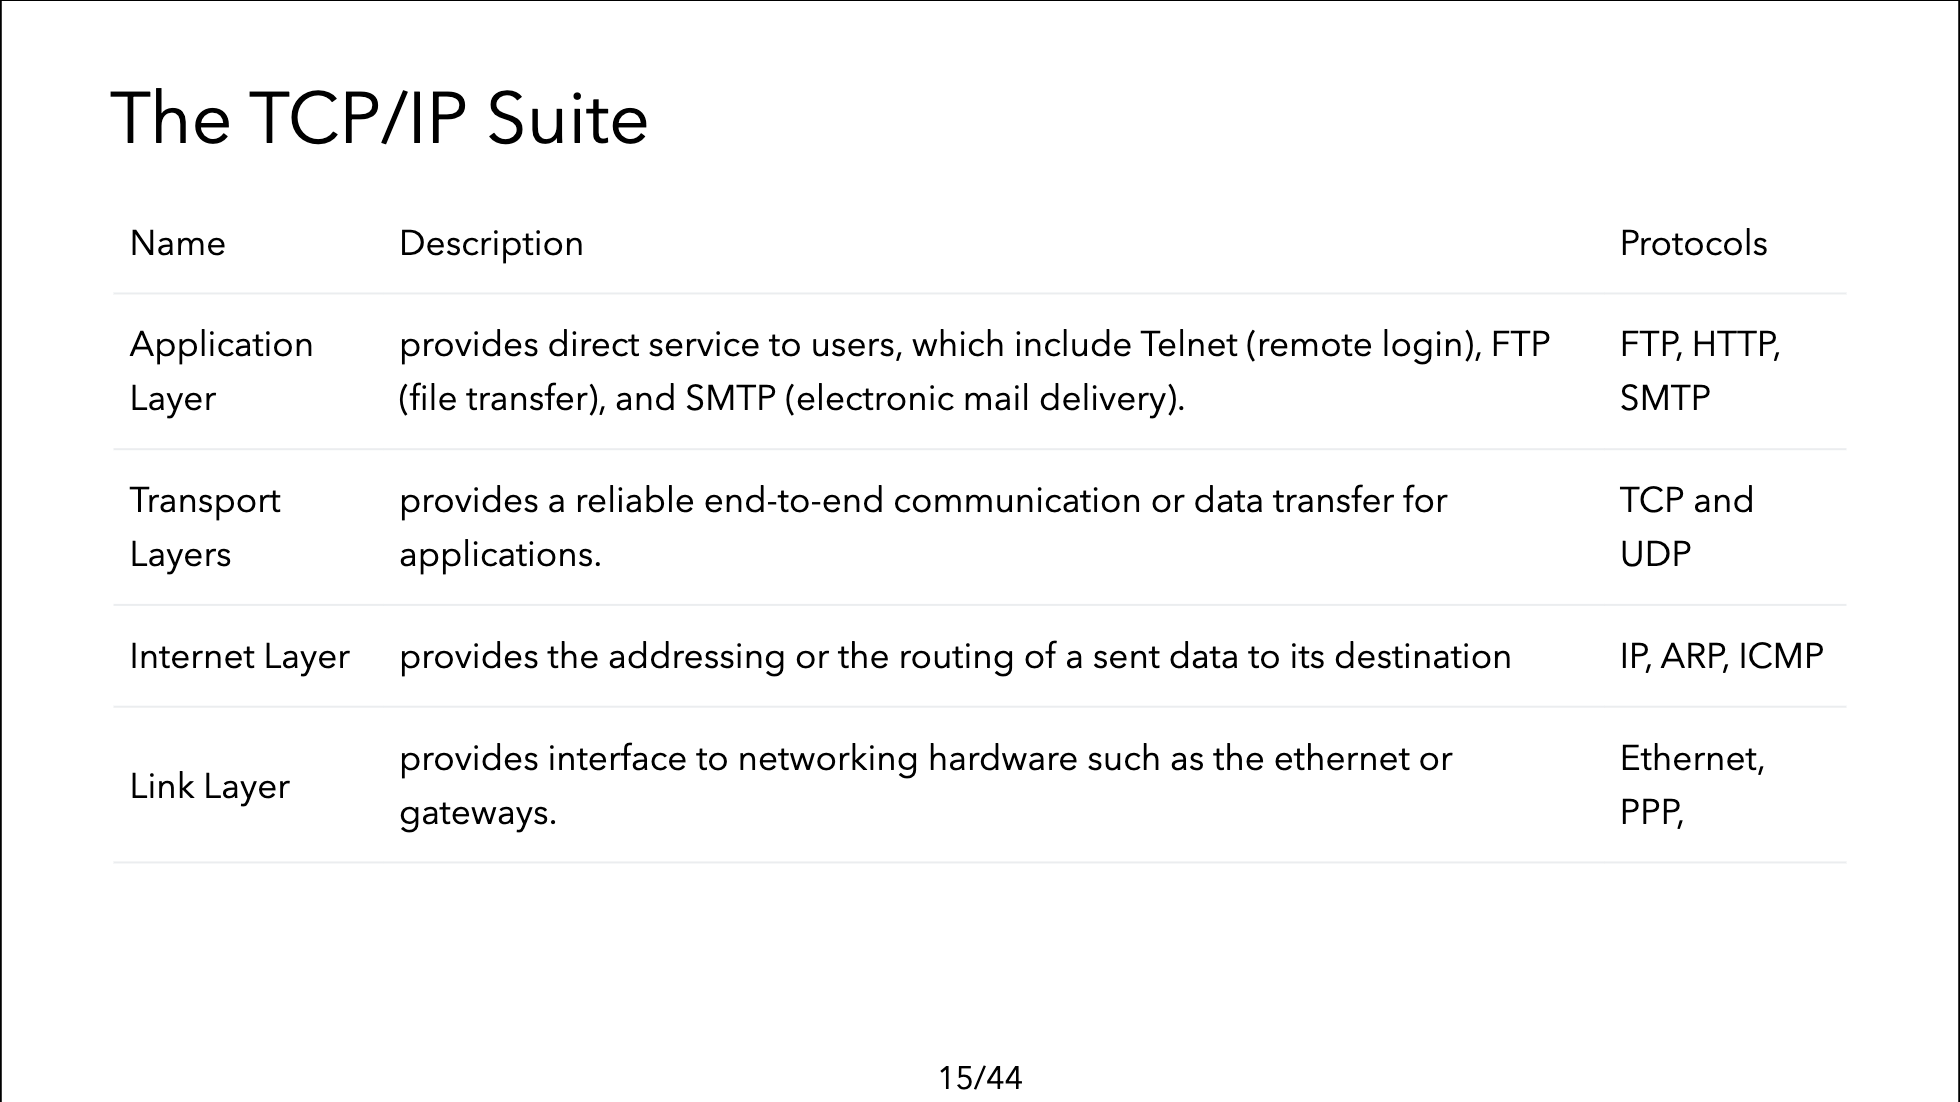 The TCP/IP Suite
Name Description Protocols
Application Layer provides direct service to users, which include Telnet (remote login), FTP (file transfer), and SMTP (electronic mail delivery). FTP, HTTP, SMTP
Transport Layers provides a reliable end-to-end communication or data transfer for applications. TCP and UDP
Internet Layer provides the addressing or the routing of a sent data to its destination IP, ARP, ICMP
Link Layer provides interface to networking hardware such as the ethernet or gateways. Ethernet, PPP,
15/44